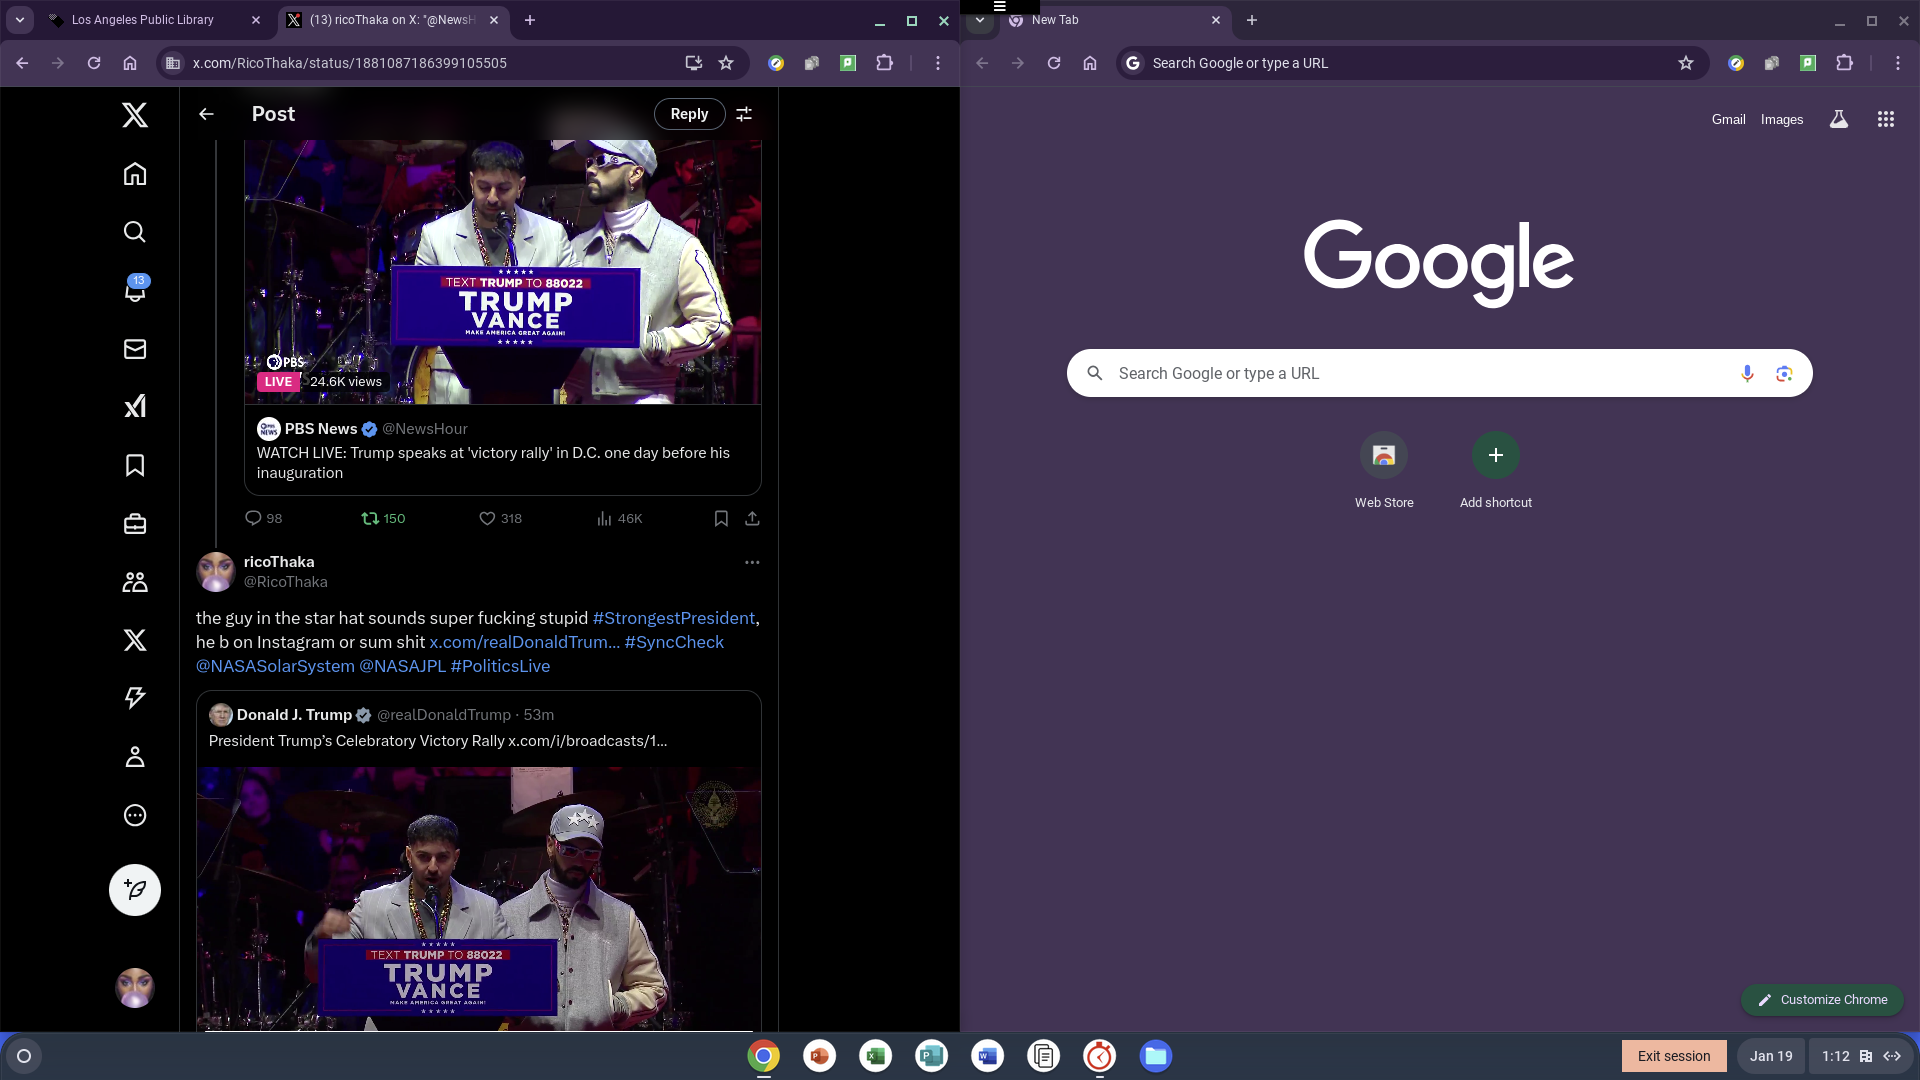 Los Angeles Public Library
(13) ricoThaka on X: "@NewsH
New Tab
x.com/RicoThaka/status/1881087186399105505
Search Google or type a URL
Post
Reply
Gmail
Images
TEXT TRUMP TO 88022
TRUMP
VANCE
MAKE AMERICA GREAT AGAIN!
PBS
LIVE
24.6K views
13
Google
Search Google or type a URL
Web Store
Add shortcut
PBS News @NewsHour
WATCH LIVE: Trump speaks at 'victory rally' in D.C. one day before his
inauguration
98
150
318
46K
ricoThaka
@RicoThaka
the guy in the star hat sounds super fucking stupid #StrongestPresident,
he b on Instagram or sum shit x.com/realDonaldTrum... #SyncCheck
@NASASolarSystem @NASAJPL #PoliticsLive
Donald J. Trump @realDonaldTrump · 53m
President Trump’s Celebratory Victory Rally x.com/i/broadcasts/1...
TEXT TRUMP TO 88022
TRUMP
VANCE
MAKE AMERICA GREAT AGAIN!
Customize Chrome
Exit session
Jan 19
1:12